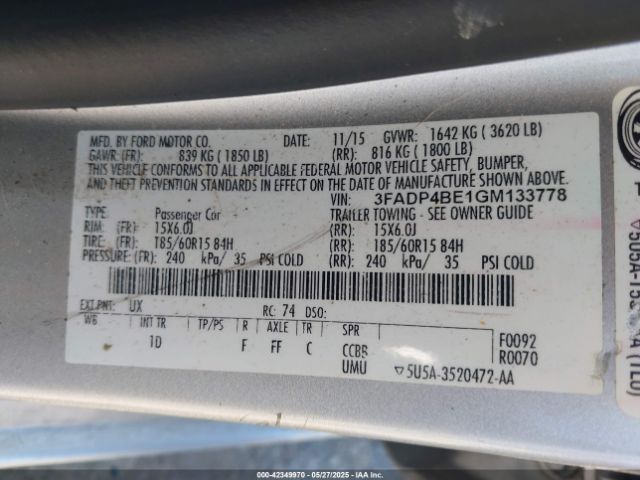 MFD. BY FORD MOTOR CO. DATE: 11/15 GVWR: 1642 KG ( 3620 LB)
GAWR: (FR): 839 KG ( 1850 LB) (RR): 816 KG ( 1800 LB)
THIS VEHICLE CONFORMS TO ALL APPLICABLE FEDERAL MOTOR VEHICLE SAFETY, BUMPER,
AND THEFT PREVENTION STANDARDS IN EFFECT ON THE DATE OF MANUFACTURE SHOWN ABOVE.
VIN: 3FADP4BE1GM133778
TYPE: Passenger Car TRAILER TOWING - SEE OWNER GUIDE
RIM: (FR): 15X6.0J (RR): 15X6.0J
TIRE: (FR): 185/60R15 84H (RR): 185/60R15 84H
PRESSURE: (FR): 240 kPa/ 35 PSI COLD (RR): 240 kPa/ 35 PSI COLD
EXT PNT: UX RC: 74 DSO:
WB INT TR TP/PS R AXLE TR SPR
1D F FF C CCBB
UMU
F0092
R0070
5U5A-3520472-AA
00-42349970 - 05/27/2025 - IAAI.COM